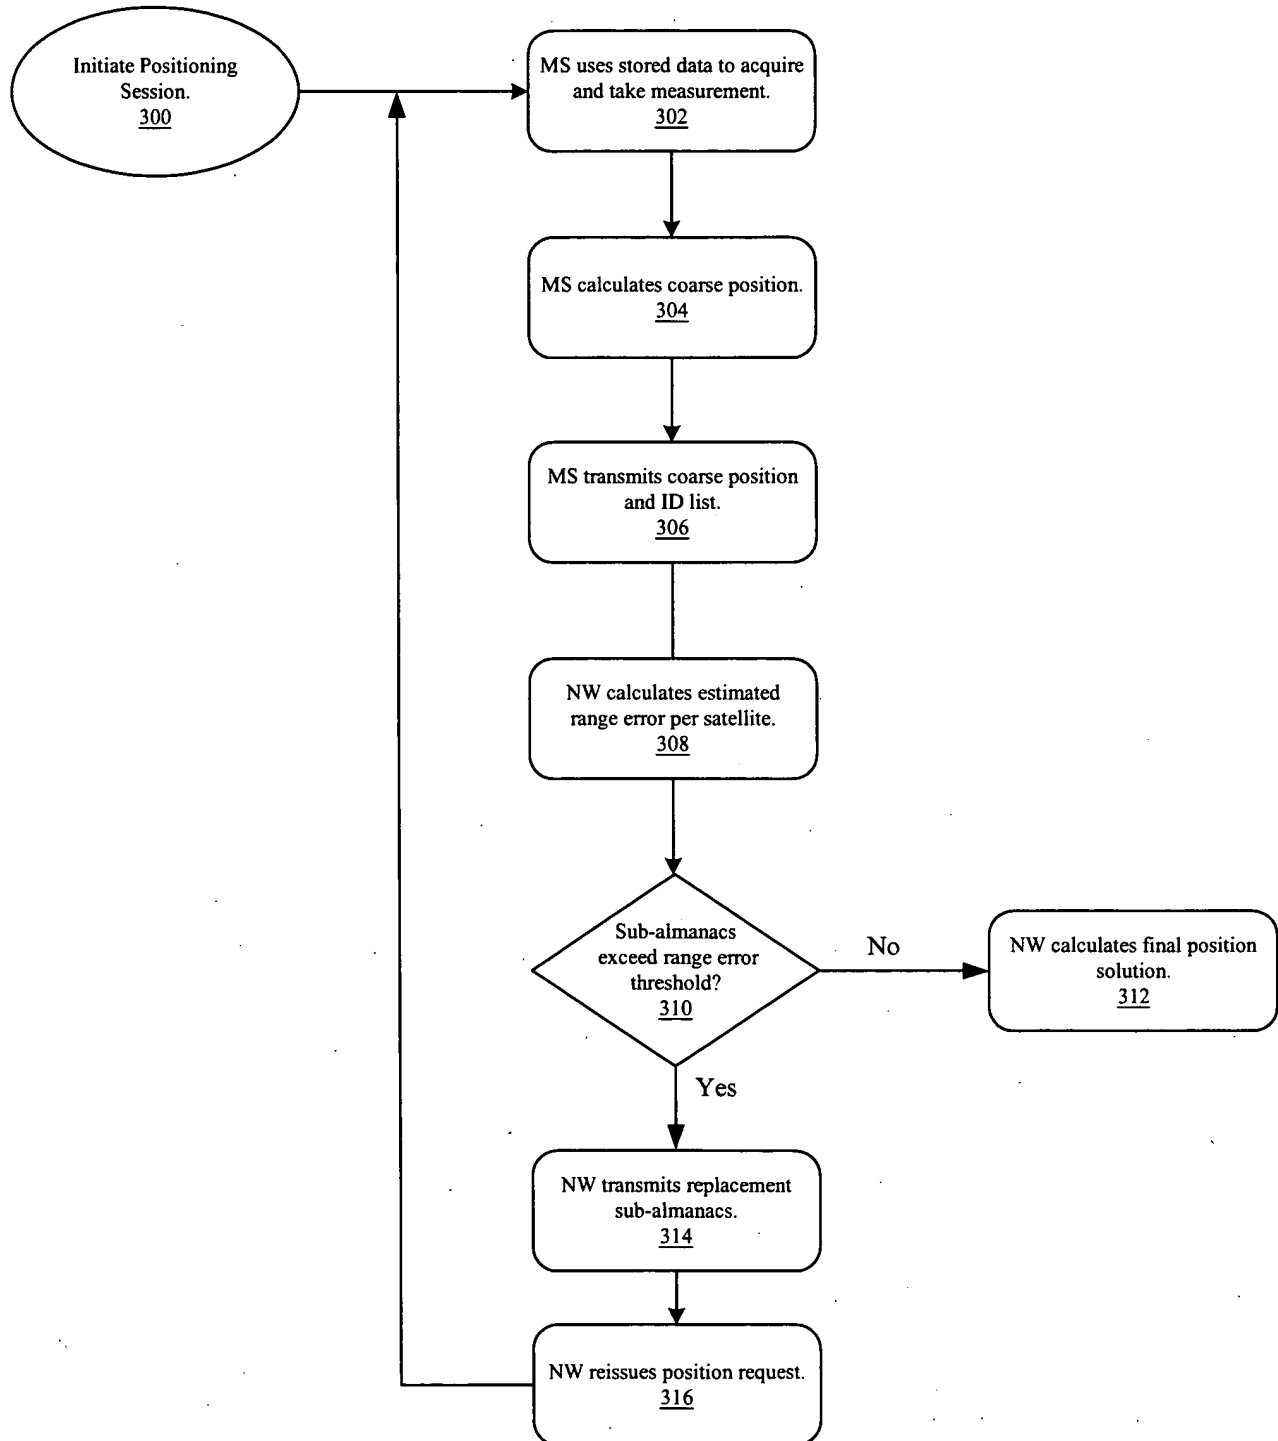 Initiate Positioning
Session.
300
MS uses stored data to acquire
and take measurement.
302
MS calculates coarse position.
304
MS transmits coarse position
and ID list.
306
NW calculates estimated
range error per satellite.
308
Sub-almanacs
exceed range error
threshold?
310
No
NW calculates final position
solution.
312
Yes
NW transmits replacement
sub-almanacs.
314
NW reissues position request.
316